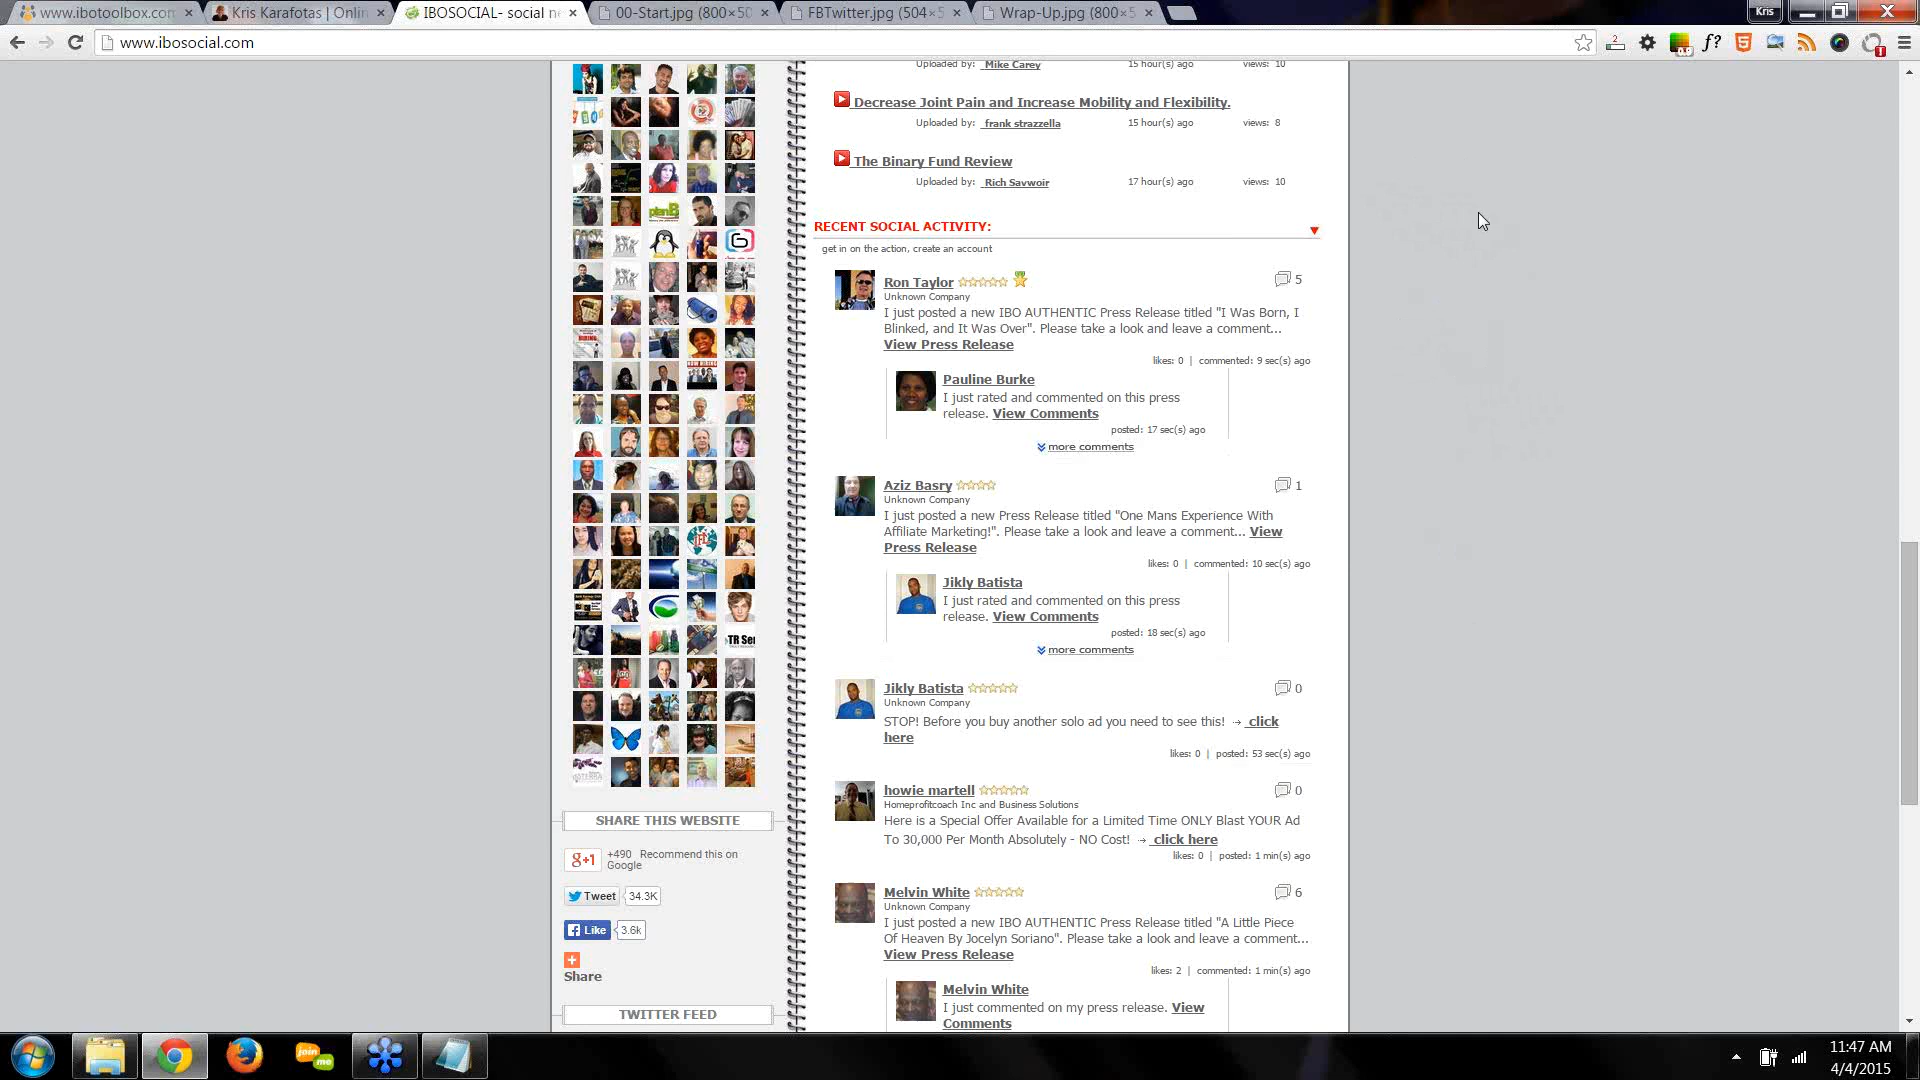 www.ibotoolbox.com
Kris Karafotas | Onlin
IBOSOCIAL- social ne
00-Start.jpg (800×50
FBTwitter.jpg (504×5
Wrap-Up.jpg (800×5
Kris
www.ibosocial.com
2
f?
1
Uploaded by: Mike Carey 15 hour(s) ago views: 10
Decrease Joint Pain and Increase Mobility and Flexibility.
Uploaded by: frank strazzella 15 hour(s) ago views: 8
The Binary Fund Review
Uploaded by: Rich Savwoir 17 hour(s) ago views: 10
RECENT SOCIAL ACTIVITY:
get in on the action, create an account
Ron Taylor
5
Unknown Company
I just posted a new IBO AUTHENTIC Press Release titled "I Was Born, I
Blinked, and It Was Over". Please take a look and leave a comment...
View Press Release
likes: 0 | commented: 9 sec(s) ago
Pauline Burke
I just rated and commented on this press
release. View Comments
posted: 17 sec(s) ago
more comments
Aziz Basry
1
Unknown Company
I just posted a new Press Release titled "One Mans Experience With
Affiliate Marketing!". Please take a look and leave a comment... View
Press Release
likes: 0 | commented: 10 sec(s) ago
Jikly Batista
I just rated and commented on this press
release. View Comments
posted: 18 sec(s) ago
more comments
Jikly Batista
0
Unknown Company
STOP! Before you buy another solo ad you need to see this! → click
here
likes: 0 | posted: 53 sec(s) ago
howie martell
0
Homeprofitcoach Inc and Business Solutions
Here is a Special Offer Available for a Limited Time ONLY Blast YOUR Ad
To 30,000 Per Month Absolutely - NO Cost! → click here
likes: 0 | posted: 1 min(s) ago
Melvin White
6
Unknown Company
I just posted a new IBO AUTHENTIC Press Release titled "A Little Piece
Of Heaven By Jocelyn Soriano". Please take a look and leave a comment...
View Press Release
likes: 2 | commented: 1 min(s) ago
Melvin White
I just commented on my press release. View
Comments
planB
HIRING
TR Ser
SHARE THIS WEBSITE
g+1
+490 Recommend this on
Google
Tweet 34.3K
Like 3.6k
Share
TWITTER FEED
join me
11:47 AM
4/4/2015